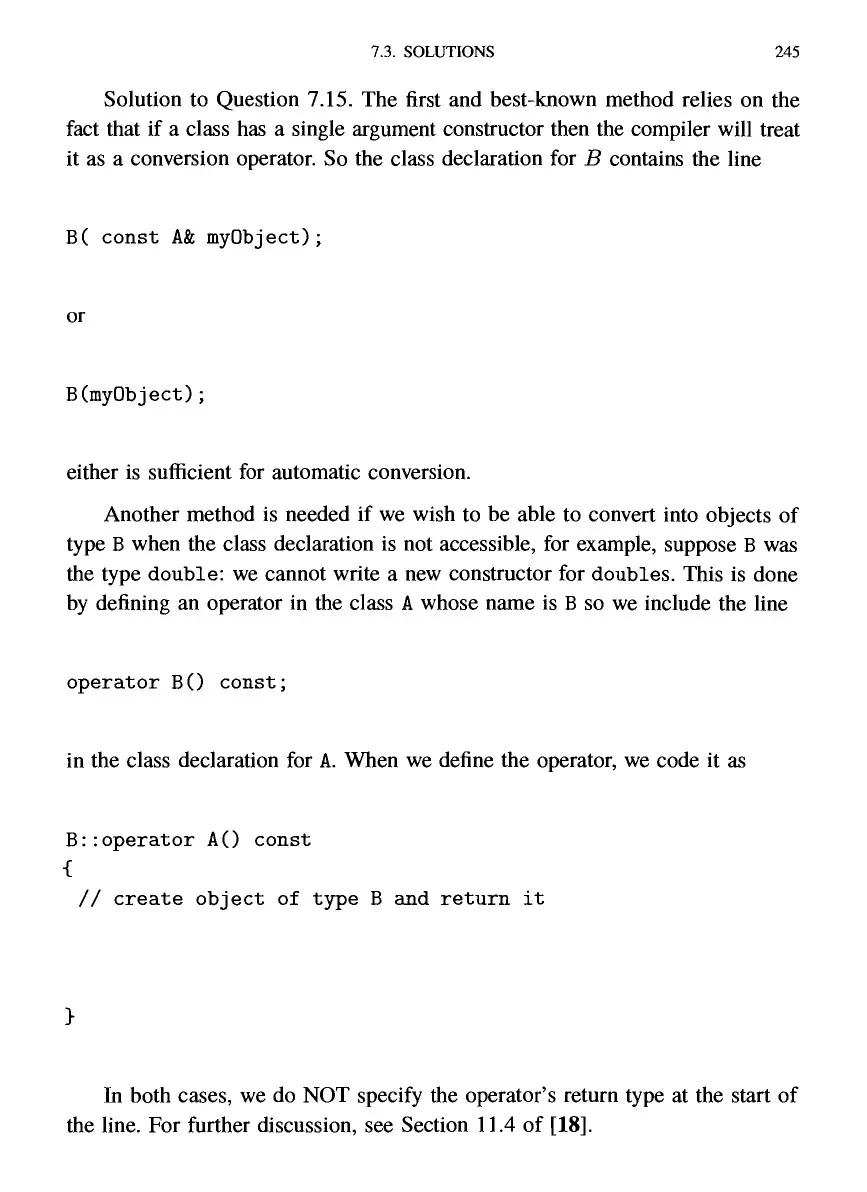 7.3. SOLUTIONS 245
Solution to Question 7.15. The first and best-known method relies on the
fact that if a class has a single argument constructor then the compiler will treat
it as a conversion operator. So the class declaration for B contains the line
B( const A& myObject);
or
B(myObject);
either is sufficient for automatic conversion.
Another method is needed if we wish to be able to convert into objects of
type B when the class declaration is not accessible, for example, suppose B was
the type double: we cannot write a new constructor for doubles. This is done
by defining an operator in the class A whose name is B so we include the line
operator B() const;
in the class declaration for A. When we define the operator, we code it as
B::operator A() const
{
// create object of type B and return it
}
In both cases, we do NOT specify the operator's return type at the start of
the line. For further discussion, see Section 11.4 of [18].